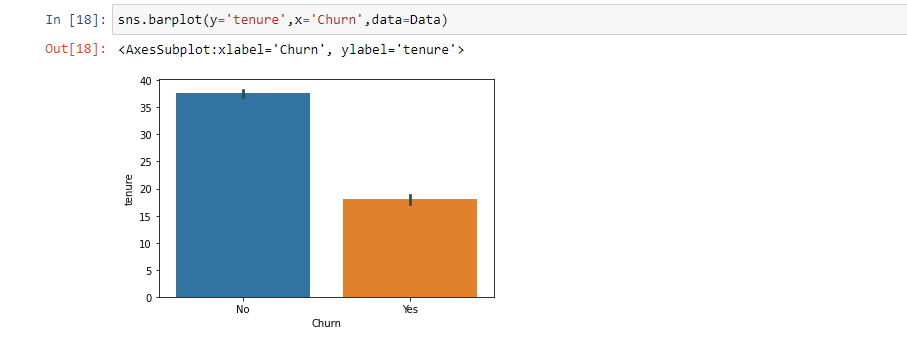 In [18]: sns.barplot(y='tenure',x='Churn',data=Data)
Out[18]: <AxesSubplot:xlabel='Churn', ylabel='tenure'>
40
35
30
25
20
15
10
5
0
tenure
No Yes
Churn